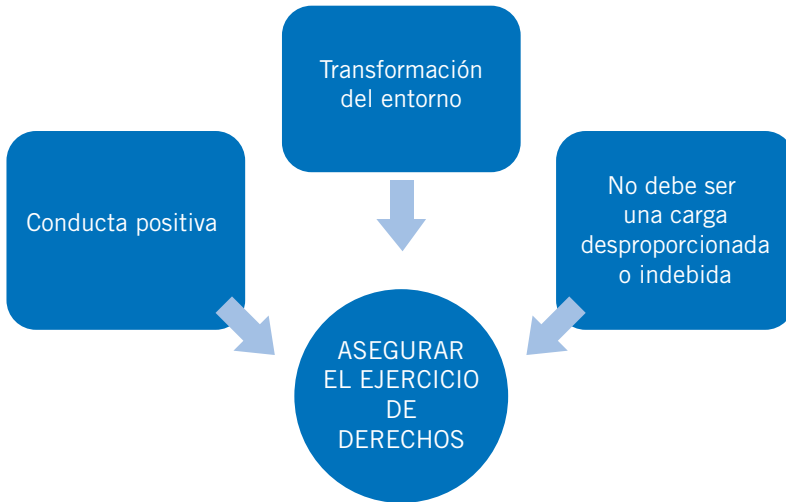 Transformación
del entorno
Conducta positiva
No debe ser
una carga
desproporcionada
o indebida
ASEGURAR
EL EJERCICIO
DE
DERECHOS